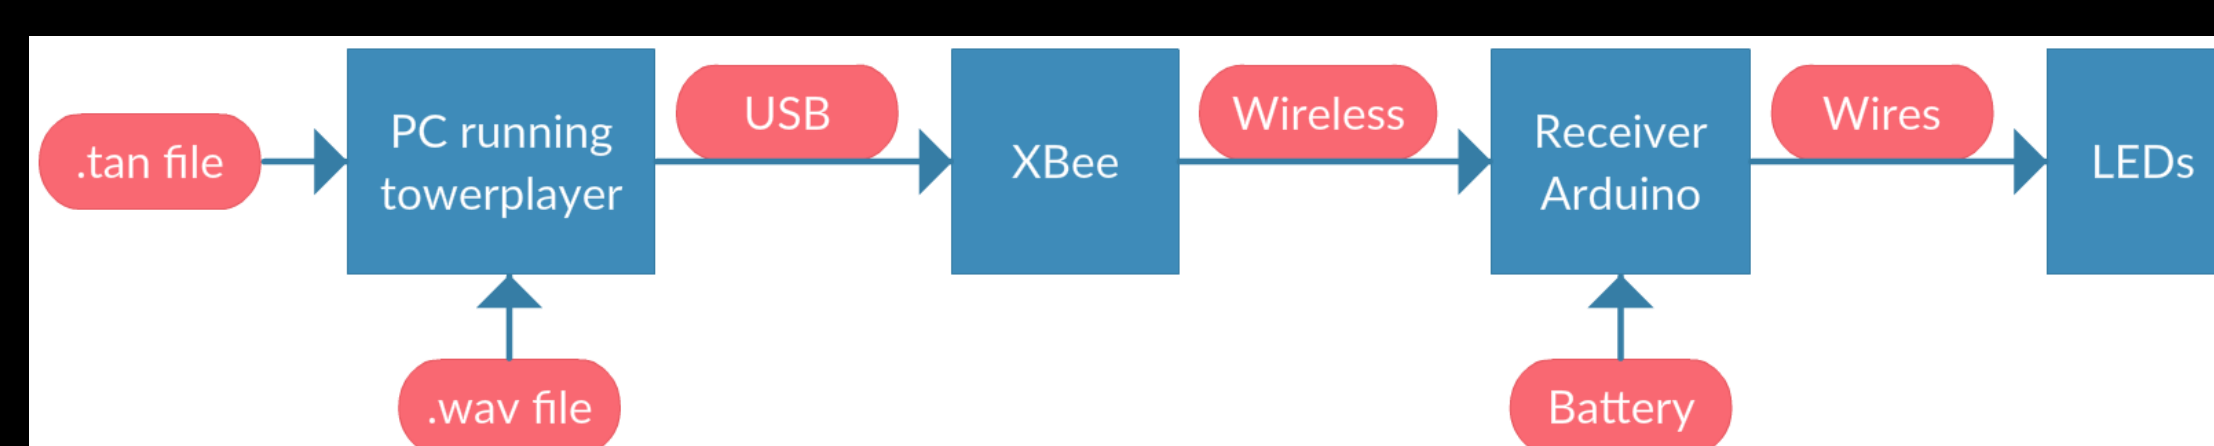 .tan file
PC running
towerplayer
USB
XBee
Wireless
Receiver
Arduino
Wires
LEDs
.wav file
Battery